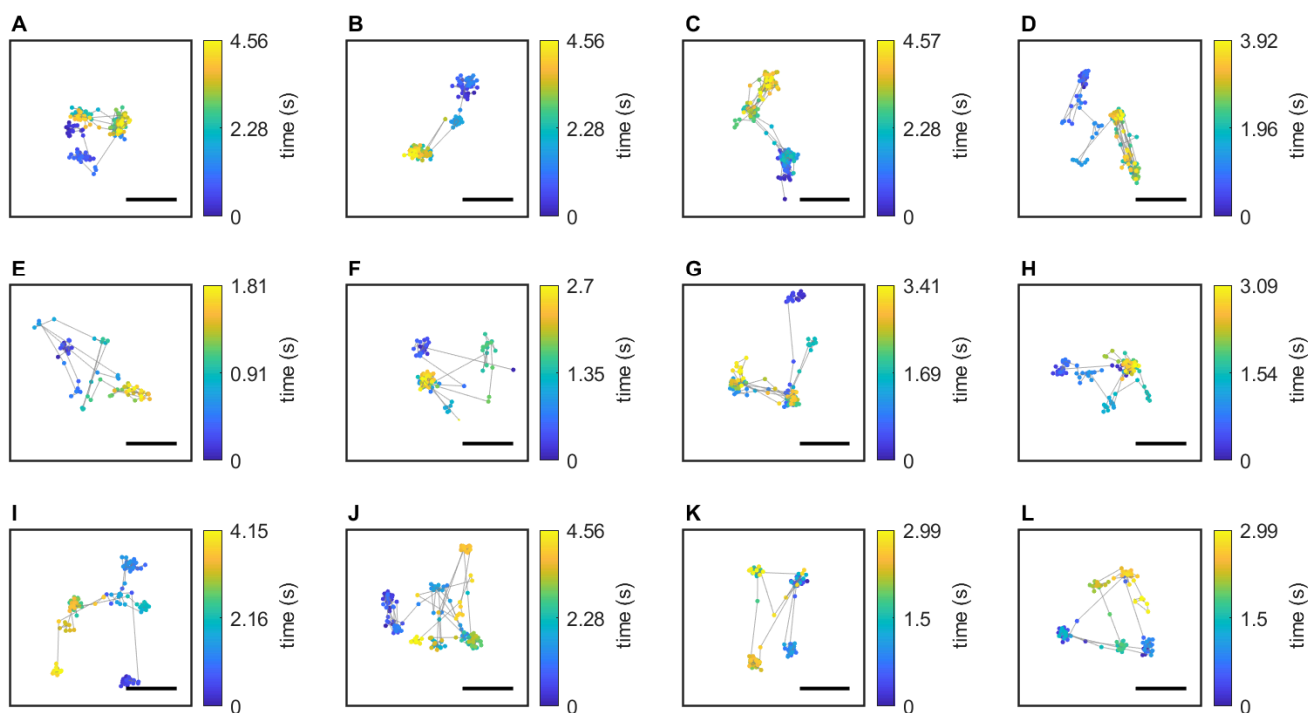 A B C D
4.56 4.56 4.57 3.92
2.28 2.28 2.28 1.96
time (s) time (s) time (s) time (s)
0 0 0 0
E F G H
1.81 2.7 3.41 3.09
0.91 1.35 1.69 1.54
time (s) time (s) time (s) time (s)
0 0 0 0
I J K L
4.15 4.56 2.99 2.99
2.16 2.28 1.5 1.5
time (s) time (s) time (s) time (s)
0 0 0 0